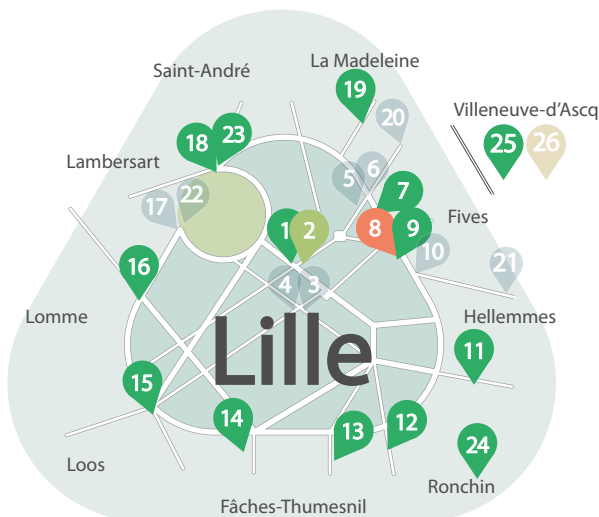 La Madeleine
Saint-André
19
Villeneuve-d'Ascq
20
18
23
25
26
Lambersart
5
6
7
17
22
1
2
8
9
Fives
10
16
4
3
21
Lomme
Lille
Hellemmes
11
15
14
13
12
24
Loos
Ronchin
Fâches-Thumesnil